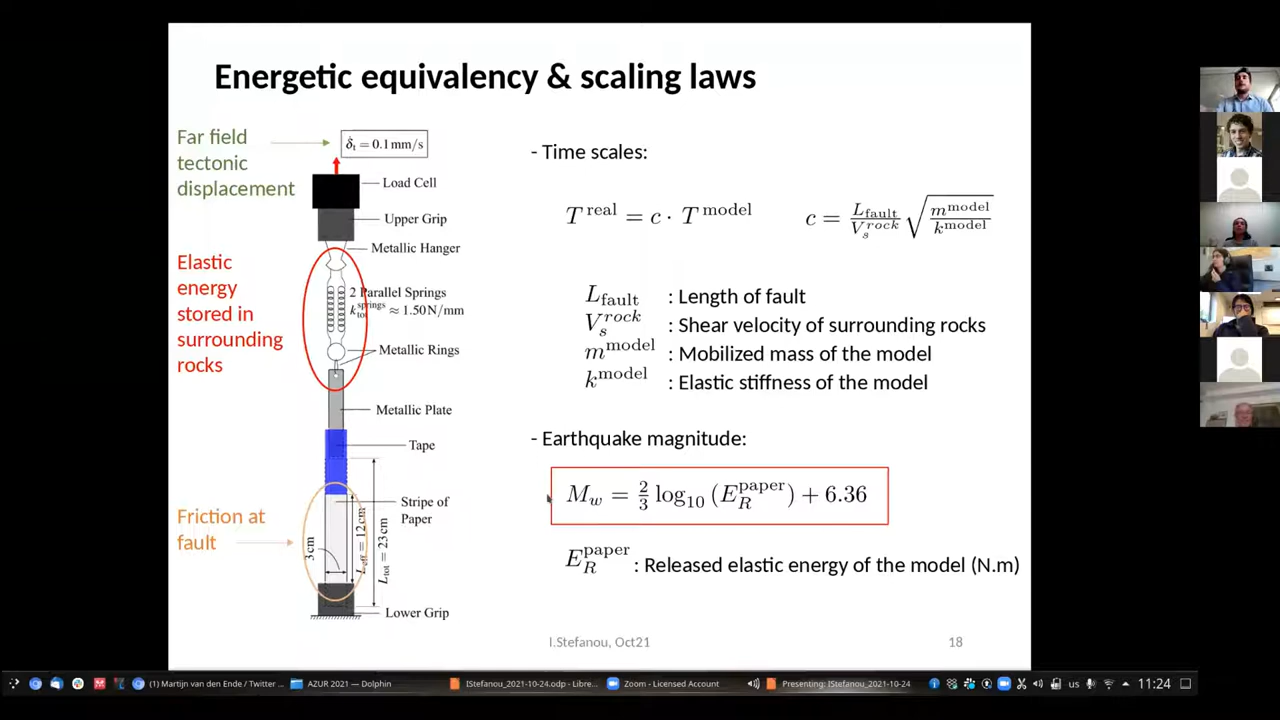 Energetic equivalency & scaling laws
Far field
tectonic
displacement
δ̇ₜ = 0.1 mm/s
Load Cell
Upper Grip
Metallic Hanger
Elastic
energy
stored in
surrounding
rocks
2 Parallel Springs
k_tot^springs ≈ 1.50 N/mm
Metallic Rings
Metallic Plate
Tape
Stripe of
Paper
Friction at
fault
3 cm
L_eff = 12 cm
L_tot = 23 cm
Lower Grip
- Time scales:
T^real = c · T^model
c = L_fault/V_s^rock √(m^model/k^model)
L_fault : Length of fault
V_s^rock : Shear velocity of surrounding rocks
m^model : Mobilized mass of the model
k^model : Elastic stiffness of the model
- Earthquake magnitude:
M_w = 2/3 log₁₀ (E_R^paper) + 6.36
E_R^paper : Released elastic energy of the model (N.m)
I.Stefanou, Oct21
18
(1) Martijn van den Ende / Twitter ...
AZUR 2021 — Dolphin
IStefanou_2021-10-24.odp - Libre...
Zoom - Licensed Account
Presenting: IStefanou_2021-10-24
us
11:24